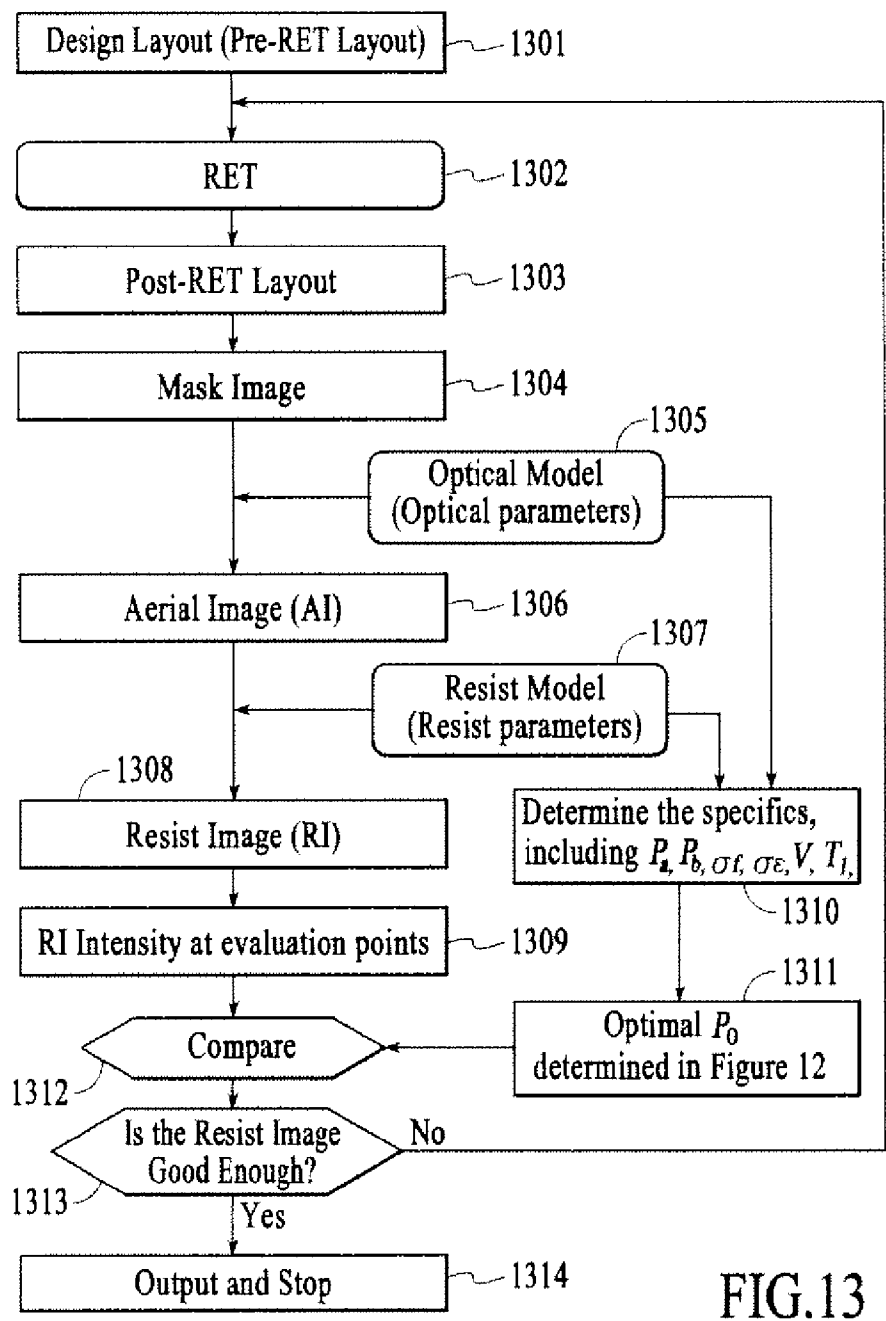 Design Layout (Pre-RET Layout)
1301
RET
1302
Post-RET Layout
1303
Mask Image
1304
1305
Optical Model
(Optical parameters)
Aerial Image (AI)
1306
1307
Resist Model
(Resist parameters)
1308
Resist Image (RI)
Determine the specifics,
including Pa, Pb, σf, σε, V, Tl,
1310
RI Intensity at evaluation points
1309
1311
Optimal P0
determined in Figure 12
Compare
1312
Is the Resist Image
Good Enough?
No
1313
Yes
Output and Stop
1314
FIG.13